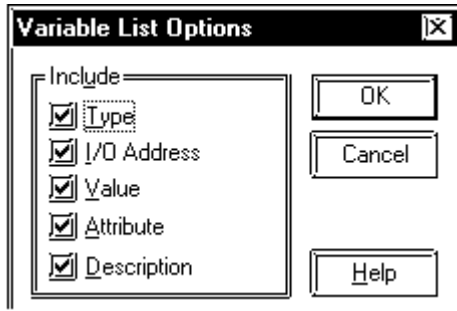 Variable List Options
Include
Type
OK
I/O Address
Cancel
Value
Attribute
Description
Help